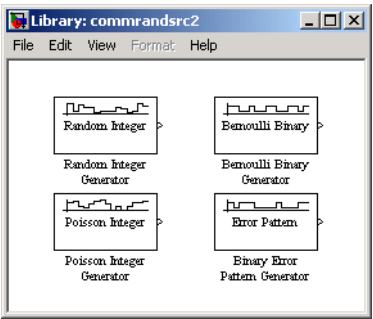 Library: commrandsrc2
File Edit View Format Help
Random Integer
Bernoulli Binary
Random Integer
Generator
Bernoulli Binary
Generator
Poisson Integer
Error Pattern
Poisson Integer
Generator
Binary Error
Pattern Generator